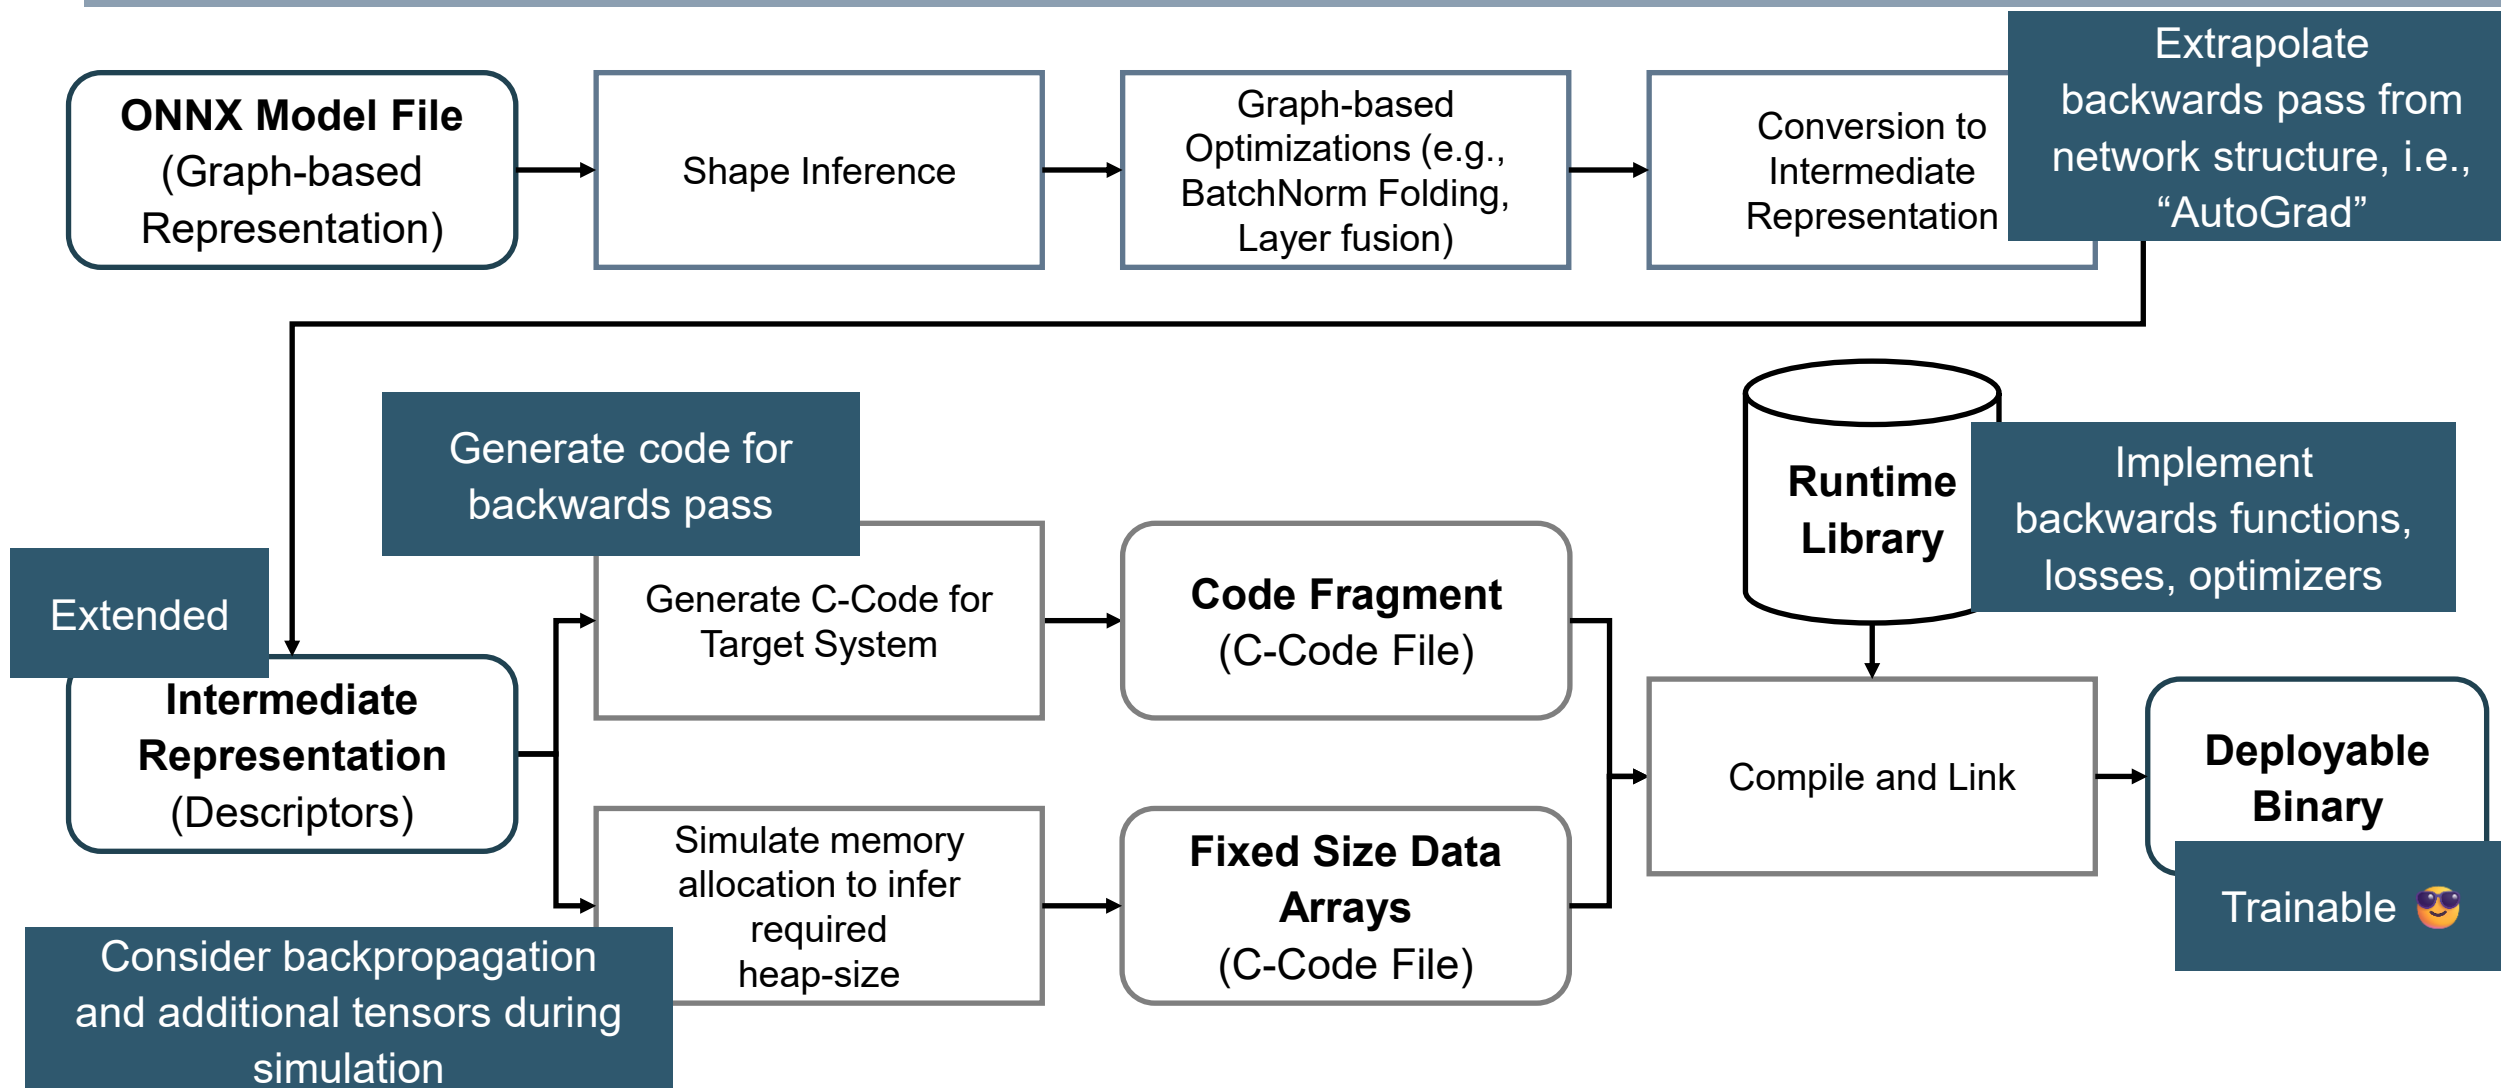 ONNX Model File
(Graph-based
Representation)
Shape Inference
Graph-based
Optimizations (e.g.,
BatchNorm Folding,
Layer fusion)
Conversion to
Intermediate
Representation
Extrapolate
backwards pass from
network structure, i.e.,
“AutoGrad”
Extended
Intermediate
Representation
(Descriptors)
Generate code for
backwards pass
Generate C-Code for
Target System
Code Fragment
(C-Code File)
Consider backpropagation
and additional tensors during
simulation
Simulate memory
allocation to infer
required
heap-size
Fixed Size Data
Arrays
(C-Code File)
Runtime
Library
Implement
backwards functions,
losses, optimizers
Compile and Link
Deployable
Binary
Trainable 😎